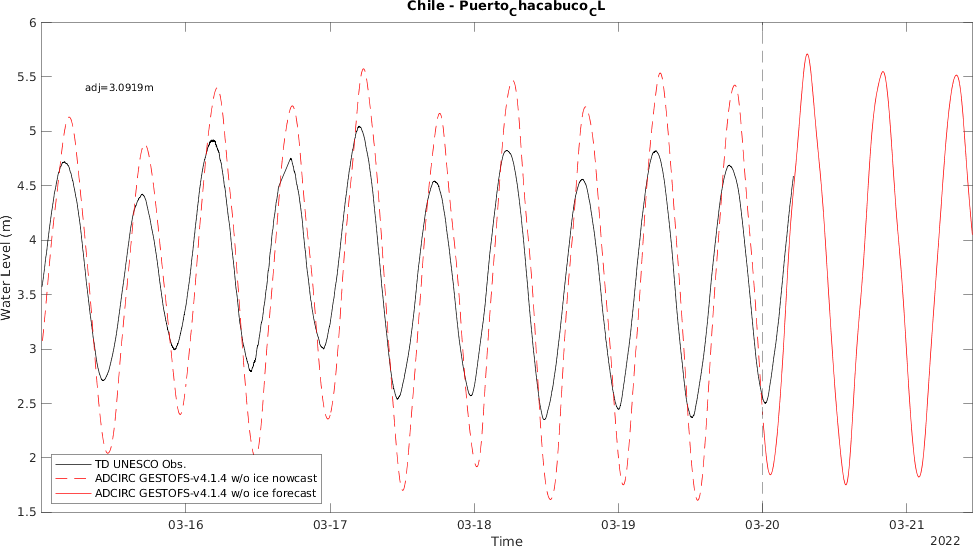 Chile - Puerto_Chacabuco_CL
6
5.5
adj=3.0919m
5
4.5
4
Water Level (m)
3.5
3
2.5
2
TD UNESCO Obs.
ADCIRC GESTOFS-v4.1.4 w/o ice nowcast
ADCIRC GESTOFS-v4.1.4 w/o ice forecast
1.5
03-16 03-17 03-18 03-19 03-20 03-21
Time 2022